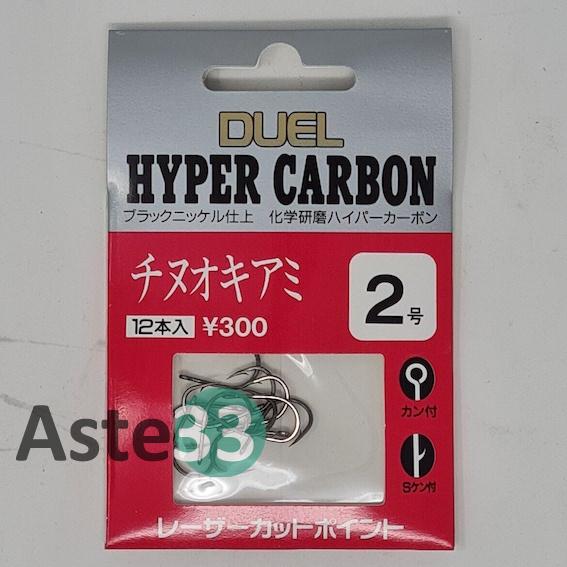 DUEL
HYPER CARBON
ブラックニッケル仕上 化学研磨ハイパーカーボン
チヌオキアミ
2号
12本入 ¥300
カン付
Aste33
Sケン付
レーザーカットポイント